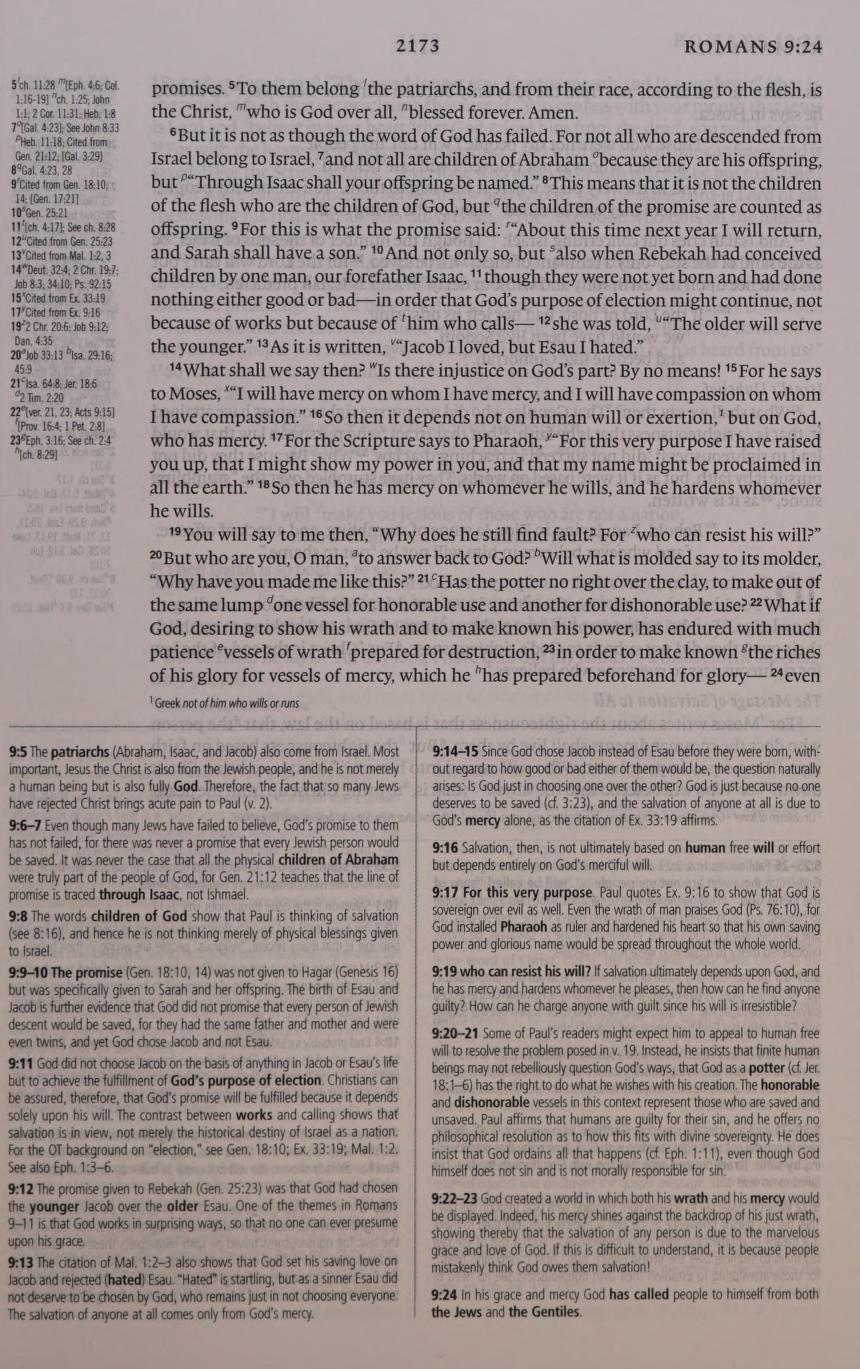 2173
ROMANS 9:24
5 l ch. 11:28 m [Eph. 4:6; Col.
1:16-19] n ch. 1:25; John
1:1; 2 Cor. 11:31; Heb. 1:8
7 o [Gal. 4:23]; See John 8:33
p Heb. 11:18; Cited from
Gen. 21:12; [Gal. 3:29]
8 q Gal. 4:23, 28
9 r Cited from Gen. 18:10,
14; [Gen. 17:21]
10 s Gen. 25:21
11 t [ch. 4:17]; See ch. 8:28
12 u Cited from Gen. 25:23
13 v Cited from Mal. 1:2, 3
14 w Deut. 32:4; 2 Chr. 19:7;
Job 8:3; 34:10; Ps. 92:15
15 x Cited from Ex. 33:19
17 y Cited from Ex. 9:16
19 z 2 Chr. 20:6; Job 9:12;
Dan. 4:35
20 a Job 33:13 b Isa. 29:16;
45:9
21 c Isa. 64:8; Jer. 18:6
d 2 Tim. 2:20
22 e [ver. 21, 23; Acts 9:15]
f [Prov. 16:4; 1 Pet. 2:8]
23 g Eph. 3:16; See ch. 2:4
h [ch. 8:29]
promises. 5 To them belong l the patriarchs, and from their race, according to the flesh, is
the Christ, m who is God over all, n blessed forever. Amen.
6 But it is not as though the word of God has failed. For not all who are descended from
Israel belong to Israel, 7 and not all are children of Abraham o because they are his offspring,
but p “Through Isaac shall your offspring be named.” 8 This means that it is not the children
of the flesh who are the children of God, but q the children of the promise are counted as
offspring. 9 For this is what the promise said: r “About this time next year I will return,
and Sarah shall have a son.” 10 And not only so, but s also when Rebekah had conceived
children by one man, our forefather Isaac, 11 though they were not yet born and had done
nothing either good or bad—in order that God’s purpose of election might continue, not
because of works but because of t him who calls— 12 she was told, u “The older will serve
the younger.” 13 As it is written, v “Jacob I loved, but Esau I hated.”
14 What shall we say then? w Is there injustice on God’s part? By no means! 15 For he says
to Moses, x “I will have mercy on whom I have mercy, and I will have compassion on whom
I have compassion.” 16 So then it depends not on human will or exertion, 1 but on God,
who has mercy. 17 For the Scripture says to Pharaoh, y “For this very purpose I have raised
you up, that I might show my power in you, and that my name might be proclaimed in
all the earth.” 18 So then he has mercy on whomever he wills, and he hardens whomever
he wills.
19 You will say to me then, “Why does he still find fault? For z who can resist his will?”
20 But who are you, O man, a to answer back to God? b Will what is molded say to its molder,
“Why have you made me like this?” 21 c Has the potter no right over the clay, to make out of
the same lump d one vessel for honorable use and another for dishonorable use? 22 What if
God, desiring to show his wrath and to make known his power, has endured with much
patience e vessels of wrath f prepared for destruction, 23 in order to make known g the riches
of his glory for vessels of mercy, which he h has prepared beforehand for glory— 24 even
1 Greek not of him who wills or runs
9:5 The patriarchs (Abraham, Isaac, and Jacob) also come from Israel. Most
important, Jesus the Christ is also from the Jewish people, and he is not merely
a human being but is also fully God. Therefore, the fact that so many Jews
have rejected Christ brings acute pain to Paul (v. 2).
9:6–7 Even though many Jews have failed to believe, God’s promise to them
has not failed, for there was never a promise that every Jewish person would
be saved. It was never the case that all the physical children of Abraham
were truly part of the people of God, for Gen. 21:12 teaches that the line of
promise is traced through Isaac, not Ishmael.
9:8 The words children of God show that Paul is thinking of salvation
(see 8:16), and hence he is not thinking merely of physical blessings given
to Israel.
9:9–10 The promise (Gen. 18:10, 14) was not given to Hagar (Genesis 16)
but was specifically given to Sarah and her offspring. The birth of Esau and
Jacob is further evidence that God did not promise that every person of Jewish
descent would be saved, for they had the same father and mother and were
even twins, and yet God chose Jacob and not Esau.
9:11 God did not choose Jacob on the basis of anything in Jacob or Esau’s life
but to achieve the fulfillment of God’s purpose of election. Christians can
be assured, therefore, that God’s promise will be fulfilled because it depends
solely upon his will. The contrast between works and calling shows that
salvation is in view, not merely the historical destiny of Israel as a nation.
For the OT background on “election,” see Gen. 18:10; Ex. 33:19; Mal. 1:2.
See also Eph. 1:3–6.
9:12 The promise given to Rebekah (Gen. 25:23) was that God had chosen
the younger Jacob over the older Esau. One of the themes in Romans
9–11 is that God works in surprising ways, so that no one can ever presume
upon his grace.
9:13 The citation of Mal. 1:2–3 also shows that God set his saving love on
Jacob and rejected (hated) Esau. “Hated” is startling, but as a sinner Esau did
not deserve to be chosen by God, who remains just in not choosing everyone.
The salvation of anyone at all comes only from God’s mercy.
9:14–15 Since God chose Jacob instead of Esau before they were born, with-
out regard to how good or bad either of them would be, the question naturally
arises: Is God just in choosing one over the other? God is just because no one
deserves to be saved (cf. 3:23), and the salvation of anyone at all is due to
God’s mercy alone, as the citation of Ex. 33:19 affirms.
9:16 Salvation, then, is not ultimately based on human free will or effort
but depends entirely on God’s merciful will.
9:17 For this very purpose. Paul quotes Ex. 9:16 to show that God is
sovereign over evil as well. Even the wrath of man praises God (Ps. 76:10), for
God installed Pharaoh as ruler and hardened his heart so that his own saving
power and glorious name would be spread throughout the whole world.
9:19 who can resist his will? If salvation ultimately depends upon God, and
he has mercy and hardens whomever he pleases, then how can he find anyone
guilty? How can he charge anyone with guilt since his will is irresistible?
9:20–21 Some of Paul’s readers might expect him to appeal to human free
will to resolve the problem posed in v. 19. Instead, he insists that finite human
beings may not rebelliously question God’s ways, that God as a potter (cf. Jer.
18:1–6) has the right to do what he wishes with his creation. The honorable
and dishonorable vessels in this context represent those who are saved and
unsaved. Paul affirms that humans are guilty for their sin, and he offers no
philosophical resolution as to how this fits with divine sovereignty. He does
insist that God ordains all that happens (cf. Eph. 1:11), even though God
himself does not sin and is not morally responsible for sin.
9:22–23 God created a world in which both his wrath and his mercy would
be displayed. Indeed, his mercy shines against the backdrop of his just wrath,
showing thereby that the salvation of any person is due to the marvelous
grace and love of God. If this is difficult to understand, it is because people
mistakenly think God owes them salvation!
9:24 In his grace and mercy God has called people to himself from both
the Jews and the Gentiles.